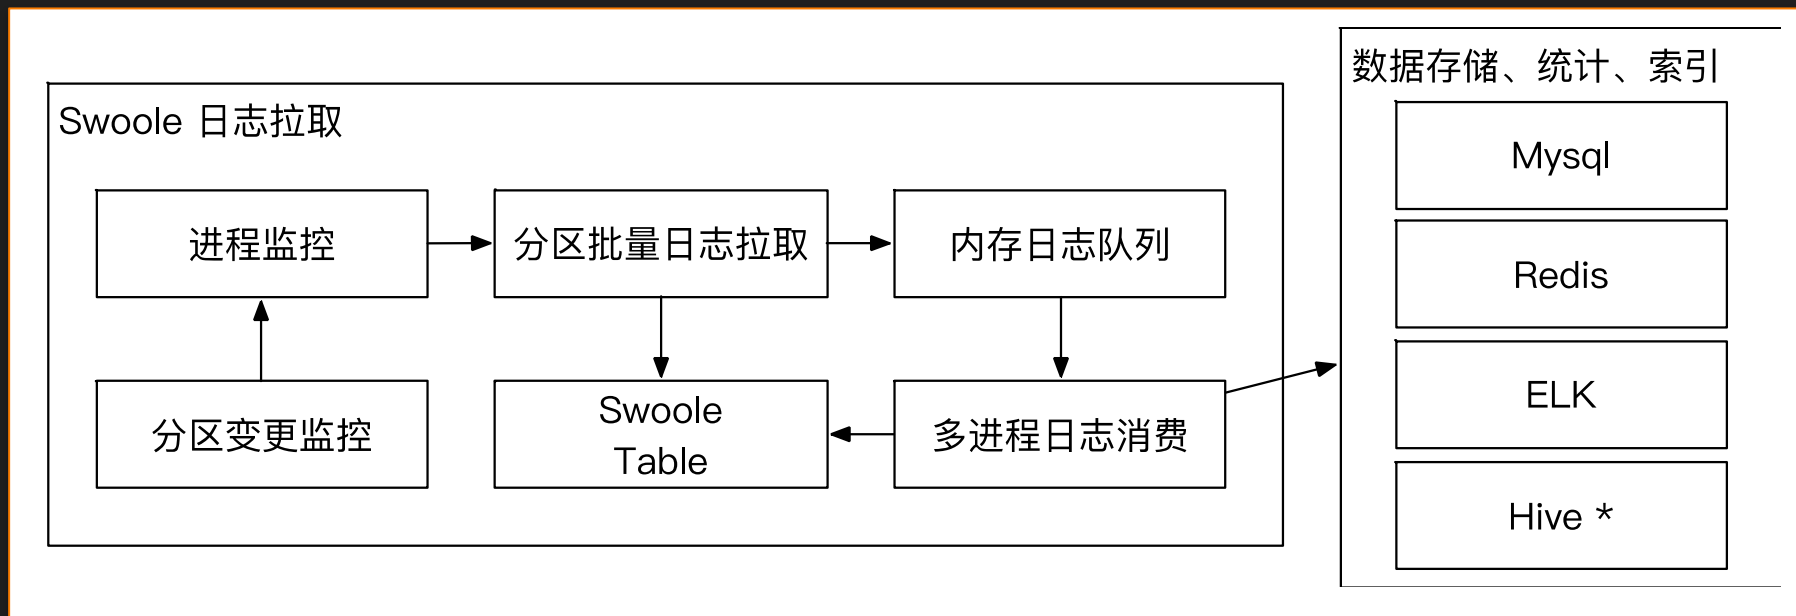 Swoole 日志拉取
进程监控
分区批量日志拉取
内存日志队列
分区变更监控
Swoole
Table
多进程日志消费
数据存储、统计、索引
Mysql
Redis
ELK
Hive *